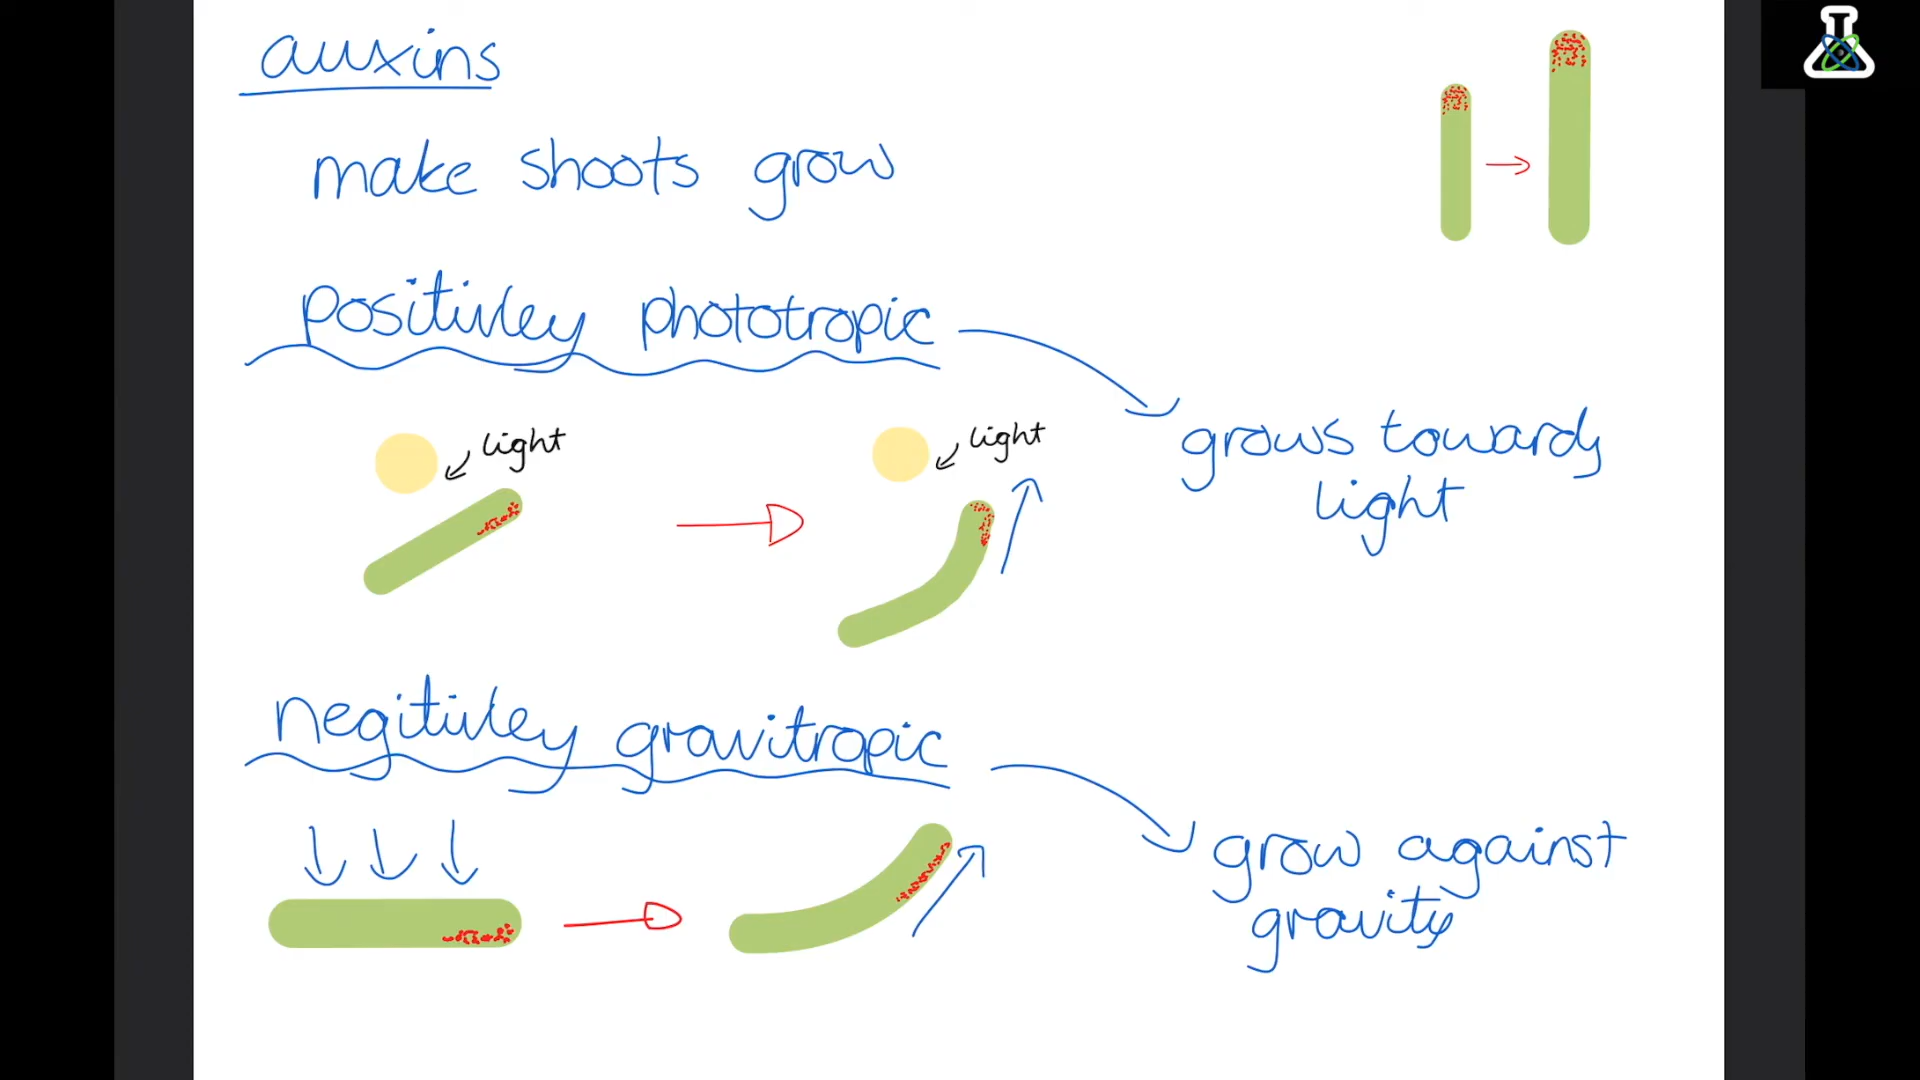 auxins
make shoots grow
positivley phototropic
light
light
grows towards
light
negitivley gravitropic
grow against
gravity